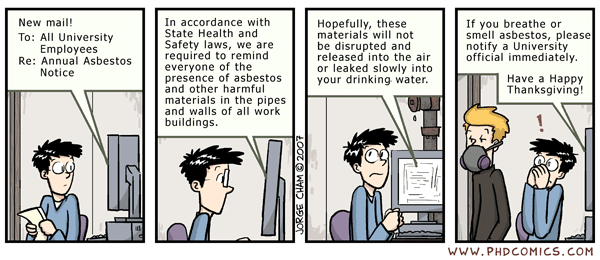 New mail!
To: All University
Employees
Re: Annual Asbestos
Notice
In accordance with
State Health and
Safety laws, we are
required to remind
everyone of the
presence of asbestos
and other harmful
materials in the pipes
and walls of all work
buildings.
JORGE CHAM © 2007
Hopefully, these
materials will not
be disrupted and
released into the air
or leaked slowly into
your drinking water.
If you breathe or
smell asbestos, please
notify a University
official immediately.
Have a Happy
Thanksgiving!
!
WWW.PHDCOMICS.COM